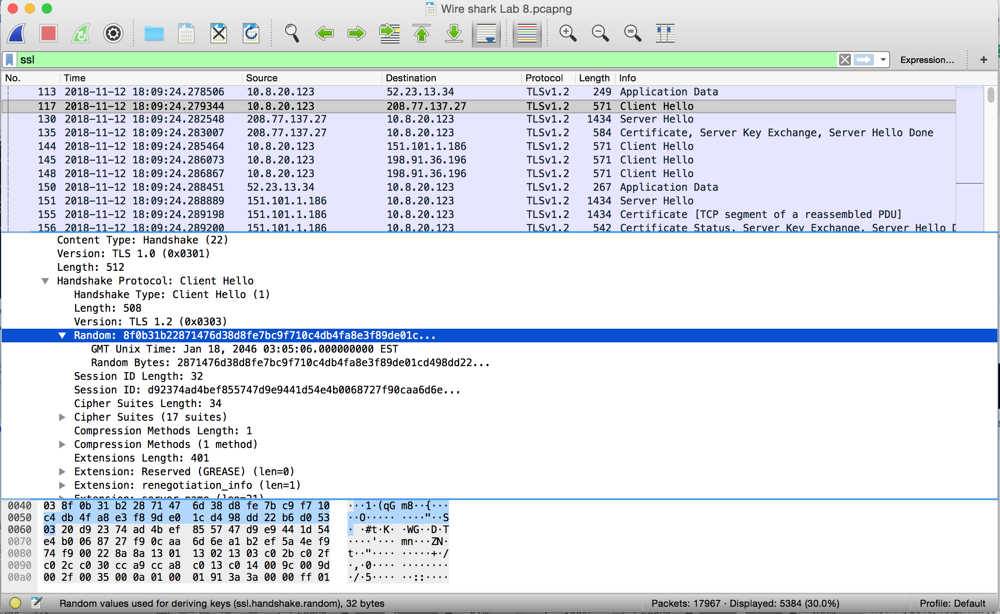 Wire shark Lab 8.pcapng
ssl
Expression... +
No. Time Source Destination Protocol Length Info
113 2018-11-12 18:09:24.278506 10.8.20.123 52.23.13.34 TLSv1.2 249 Application Data
117 2018-11-12 18:09:24.279344 10.8.20.123 208.77.137.27 TLSv1.2 571 Client Hello
130 2018-11-12 18:09:24.282548 208.77.137.27 10.8.20.123 TLSv1.2 1434 Server Hello
135 2018-11-12 18:09:24.283007 208.77.137.27 10.8.20.123 TLSv1.2 584 Certificate, Server Key Exchange, Server Hello Done
144 2018-11-12 18:09:24.285464 10.8.20.123 151.101.1.186 TLSv1.2 571 Client Hello
145 2018-11-12 18:09:24.286073 10.8.20.123 198.91.36.196 TLSv1.2 571 Client Hello
148 2018-11-12 18:09:24.286867 10.8.20.123 198.91.36.196 TLSv1.2 571 Client Hello
150 2018-11-12 18:09:24.288451 52.23.13.34 10.8.20.123 TLSv1.2 267 Application Data
151 2018-11-12 18:09:24.288889 151.101.1.186 10.8.20.123 TLSv1.2 1434 Server Hello
155 2018-11-12 18:09:24.289198 151.101.1.186 10.8.20.123 TLSv1.2 1434 Certificate [TCP segment of a reassembled PDU]
156 2018-11-12 18:09:24.289200 151.101.1.186 10.8.20.123 TLSv1.2 542 Certificate Status, Server Key Exchange, Server Hello D
Content Type: Handshake (22)
Version: TLS 1.0 (0x0301)
Length: 512
Handshake Protocol: Client Hello
Handshake Type: Client Hello (1)
Length: 508
Version: TLS 1.2 (0x0303)
Random: 8f0b31b22871476d38d8fe7bc9f710c4db4fa8e3f89de01c...
GMT Unix Time: Jan 18, 2046 03:05:06.000000000 EST
Random Bytes: 2871476d38d8fe7bc9f710c4db4fa8e3f89de01cd498dd22...
Session ID Length: 32
Session ID: d92374ad4bef855747d9e9441d54e4b0068727f90caa6d6e...
Cipher Suites Length: 34
Cipher Suites (17 suites)
Compression Methods Length: 1
Compression Methods (1 method)
Extensions Length: 401
Extension: Reserved (GREASE) (len=0)
Extension: renegotiation_info (len=1)
Extension: server_name (len=21)
0040 03 8f 0b 31 b2 28 71 47 6d 38 d8 fe 7b c9 f7 10 ···1·(qG m8··{···
0050 c4 db 4f a8 e3 f8 9d e0 1c d4 98 dd 22 b6 d0 53 ··O····· ····"··S
0060 03 20 d9 23 74 ad 4b ef 85 57 47 d9 e9 44 1d 54 · ·#t·K· ·WG··D·T
0070 e4 b0 06 87 27 f9 0c aa 6d 6e a1 b2 ef 5a 4e f9 ····'··· mn···ZN·
0080 74 f9 00 22 8a 8a 13 01 13 02 13 03 c0 2b c0 2f t··"···· ·····+·/
0090 c0 2c c0 30 cc a9 cc a8 c0 13 c0 14 00 9c 00 9d ·,·0···· ········
00a0 00 2f 00 35 00 0a 01 00 01 91 3a 3a 00 00 ff 01 ·/·5···· ··::····
Random values used for deriving keys (ssl.handshake.random), 32 bytes Packets: 17967 · Displayed: 5384 (30.0%) Profile: Default